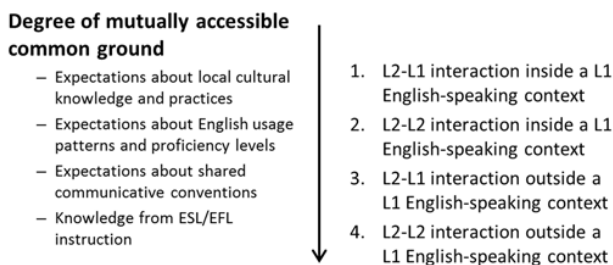 Degree of mutually accessible
common ground
– Expectations about local cultural
knowledge and practices
– Expectations about English usage
patterns and proficiency levels
– Expectations about shared
communicative conventions
– Knowledge from ESL/EFL
instruction
1. L2-L1 interaction inside a L1
English-speaking context
2. L2-L2 interaction inside a L1
English-speaking context
3. L2-L1 interaction outside a
L1 English-speaking context
4. L2-L2 interaction outside a
L1 English-speaking context